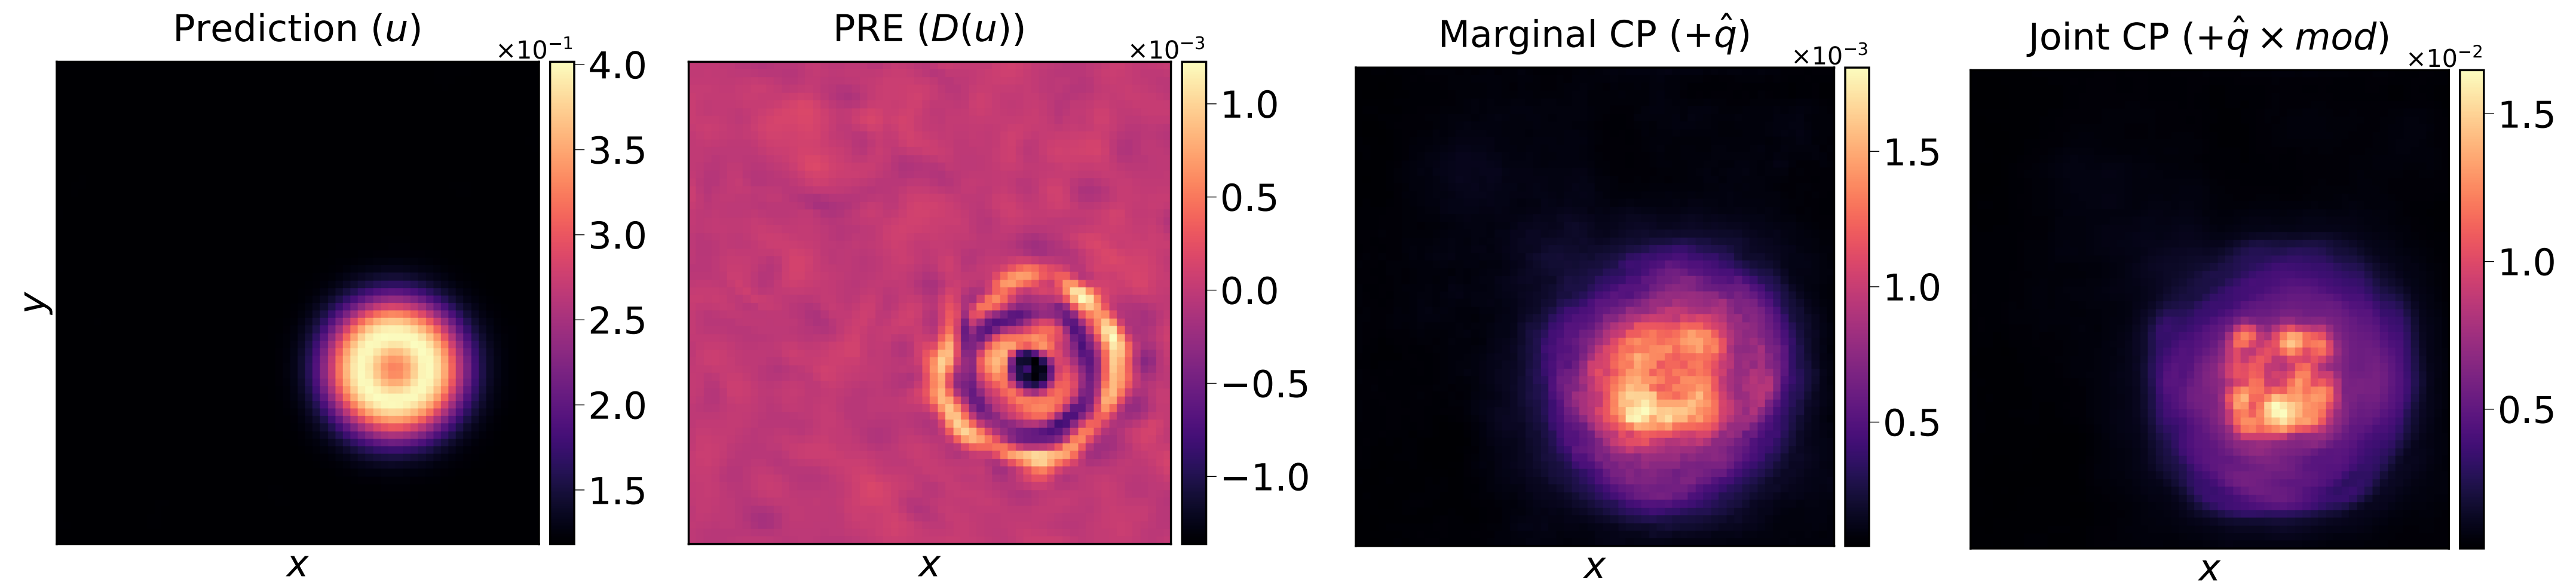 Prediction (u)
×10⁻¹
4.0
3.5
3.0
2.5
2.0
1.5
y
x
PRE (D(u))
×10⁻³
1.0
0.5
0.0
−0.5
−1.0
x
Marginal CP (+q̂)
×10⁻³
1.5
1.0
0.5
x
Joint CP (+q̂ × mod)
×10⁻²
1.5
1.0
0.5
x